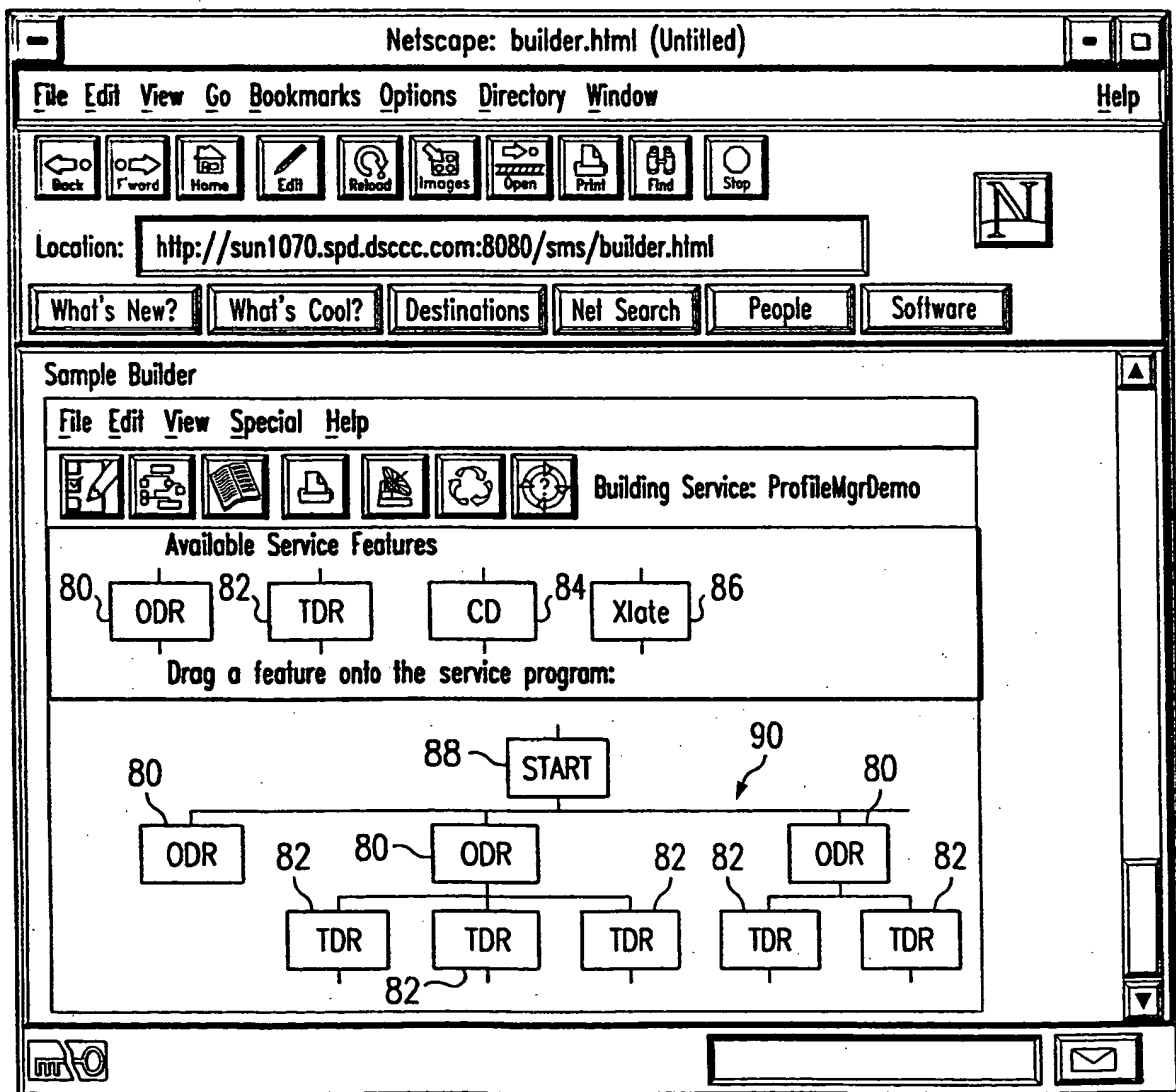 Netscape: builder.html (Untitled)
File Edit View Go Bookmarks Options Directory Window Help
Back F'word Home Edit Reload Images Open Print Find Stop
N
Location: http://sun1070.spd.dsccc.com:8080/sms/builder.html
What's New? What's Cool? Destinations Net Search People Software
Sample Builder
File Edit View Special Help
? Building Service: ProfileMgrDemo
Available Service Features
80 ODR 82 TDR CD 84 Xlate 86
Drag a feature onto the service program:
88 START 90
80 80
ODR 82 80 ODR 82 82 ODR 82
TDR TDR TDR TDR TDR
82